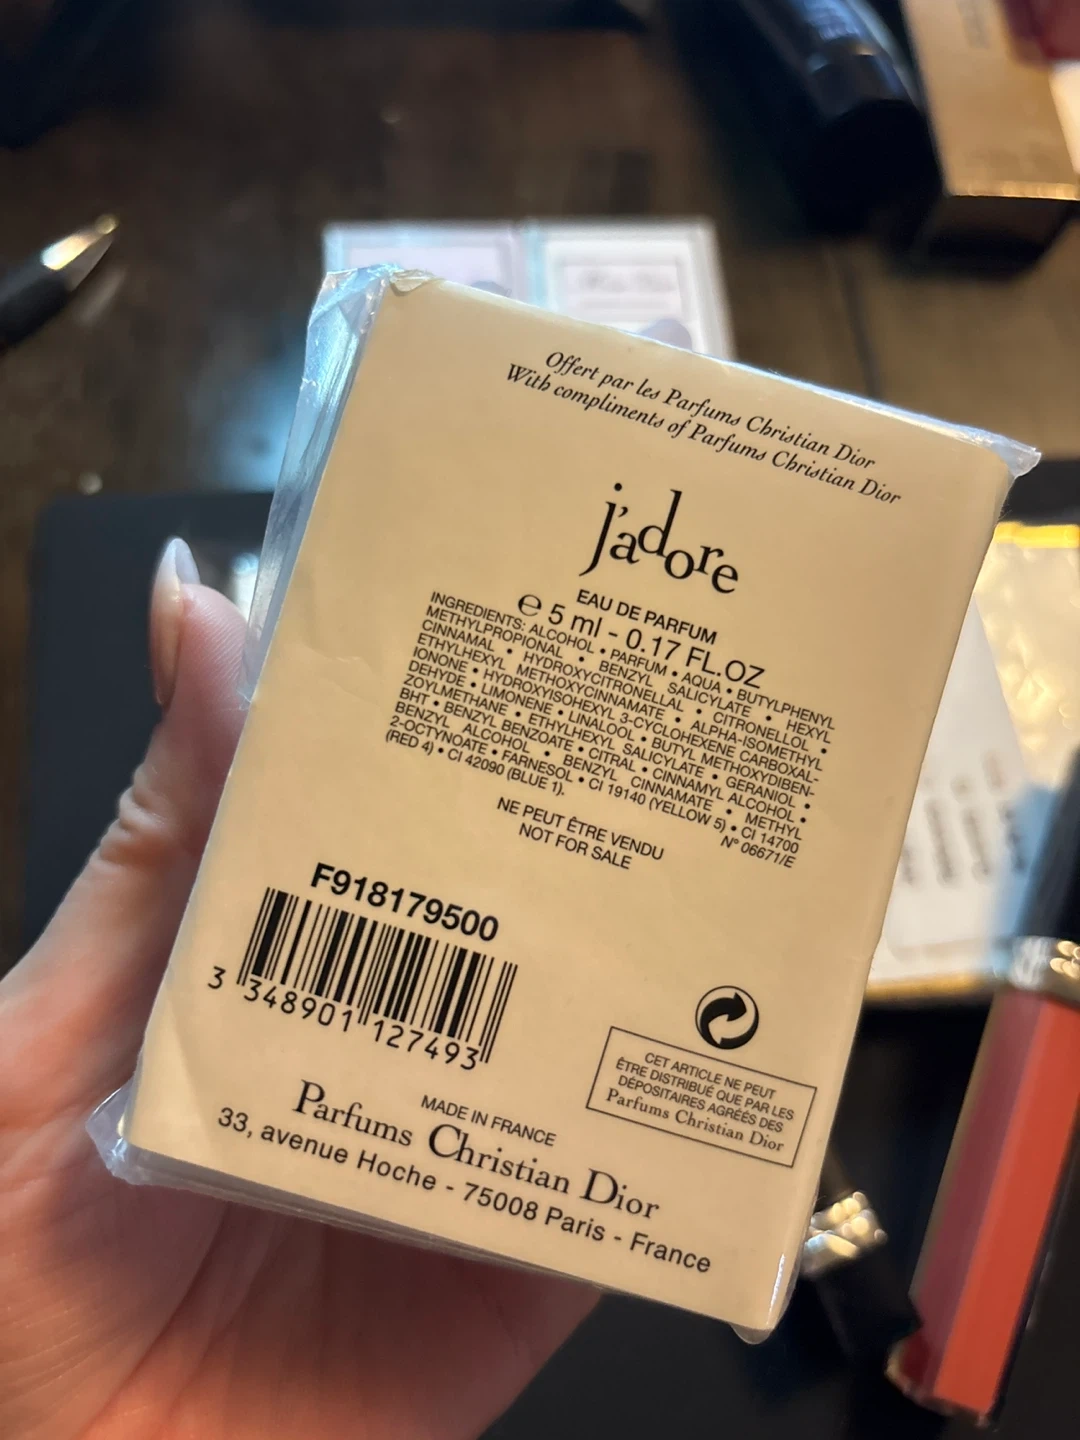 Offert par les Parfums Christian Dior
With compliments of Parfums Christian Dior
j'adore
EAU DE PARFUM
℮ 5 ml - 0.17 FL.OZ
INGREDIENTS: ALCOHOL • PARFUM • AQUA • BUTYLPHENYL
METHYLPROPIONAL • BENZYL SALICYLATE • HEXYL
CINNAMAL • HYDROXYCITRONELLAL • CITRONELLOL •
ETHYLHEXYL METHOXYCINNAMATE • ALPHA-ISOMETHYL
IONONE • HYDROXYISOHEXYL 3-CYCLOHEXENE CARBOXAL-
DEHYDE • LIMONENE • LINALOOL • BUTYL METHOXYDIBEN-
ZOYLMETHANE • ETHYLHEXYL SALICYLATE • GERANIOL •
BHT • BENZYL BENZOATE • CITRAL • CINNAMYL ALCOHOL •
BENZYL ALCOHOL • BENZYL CINNAMATE • METHYL
2-OCTYNOATE • FARNESOL • CI 19140 (YELLOW 5) • CI 14700
(RED 4) • CI 42090 (BLUE 1).
N° 06671/E
NE PEUT ÊTRE VENDU
NOT FOR SALE
F918179500
3 348901 127493
CET ARTICLE NE PEUT
ÊTRE DISTRIBUÉ QUE PAR LES
DÉPOSITAIRES AGRÉÉS DES
Parfums Christian Dior
MADE IN FRANCE
Parfums Christian Dior
33, avenue Hoche - 75008 Paris - France